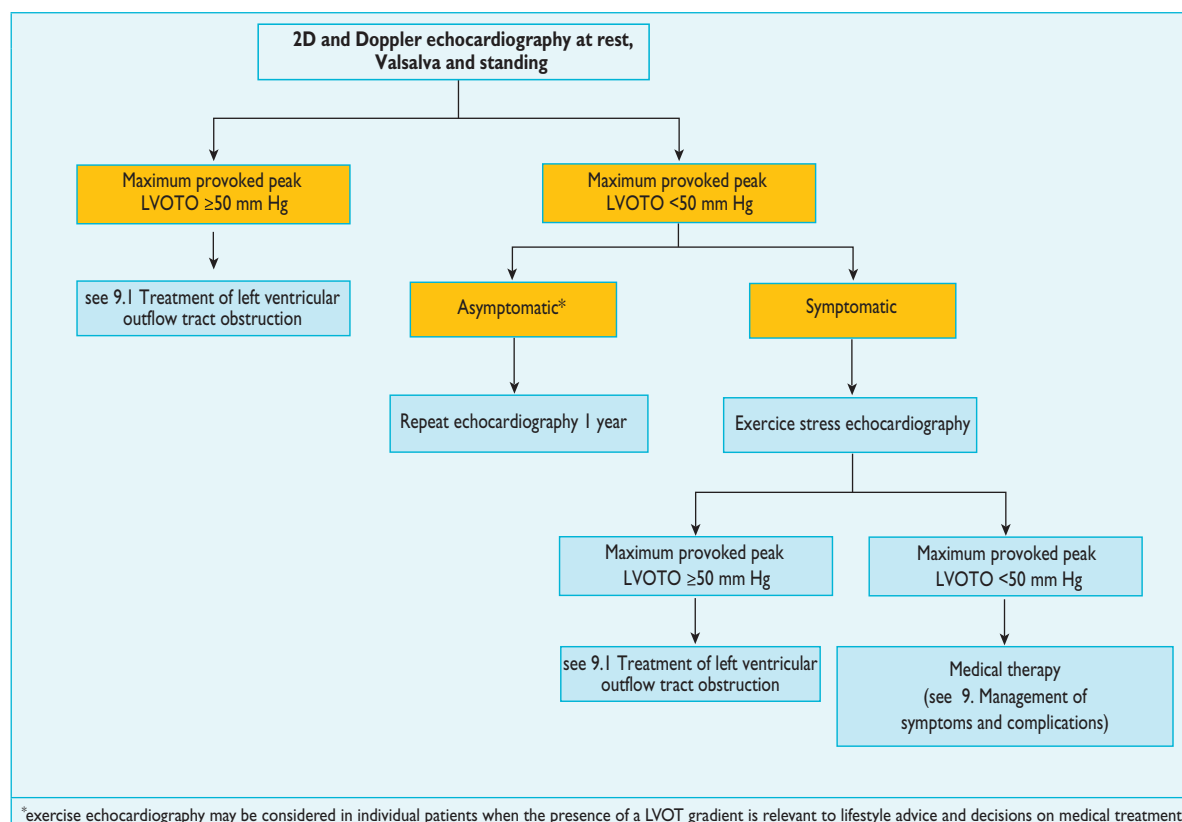 2D and Doppler echocardiography at rest,
Valsalva and standing
Maximum provoked peak
LVOTO ≥50 mm Hg
Maximum provoked peak
LVOTO <50 mm Hg
see 9.1 Treatment of left ventricular
outflow tract obstruction
Asymptomatic*
Symptomatic
Repeat echocardiography 1 year
Exercice stress echocardiography
Maximum provoked peak
LVOTO ≥50 mm Hg
Maximum provoked peak
LVOTO <50 mm Hg
see 9.1 Treatment of left ventricular
outflow tract obstruction
Medical therapy
(see 9. Management of
symptoms and complications)
*exercise echocardiography may be considered in individual patients when the presence of a LVOT gradient is relevant to lifestyle advice and decisions on medical treatment